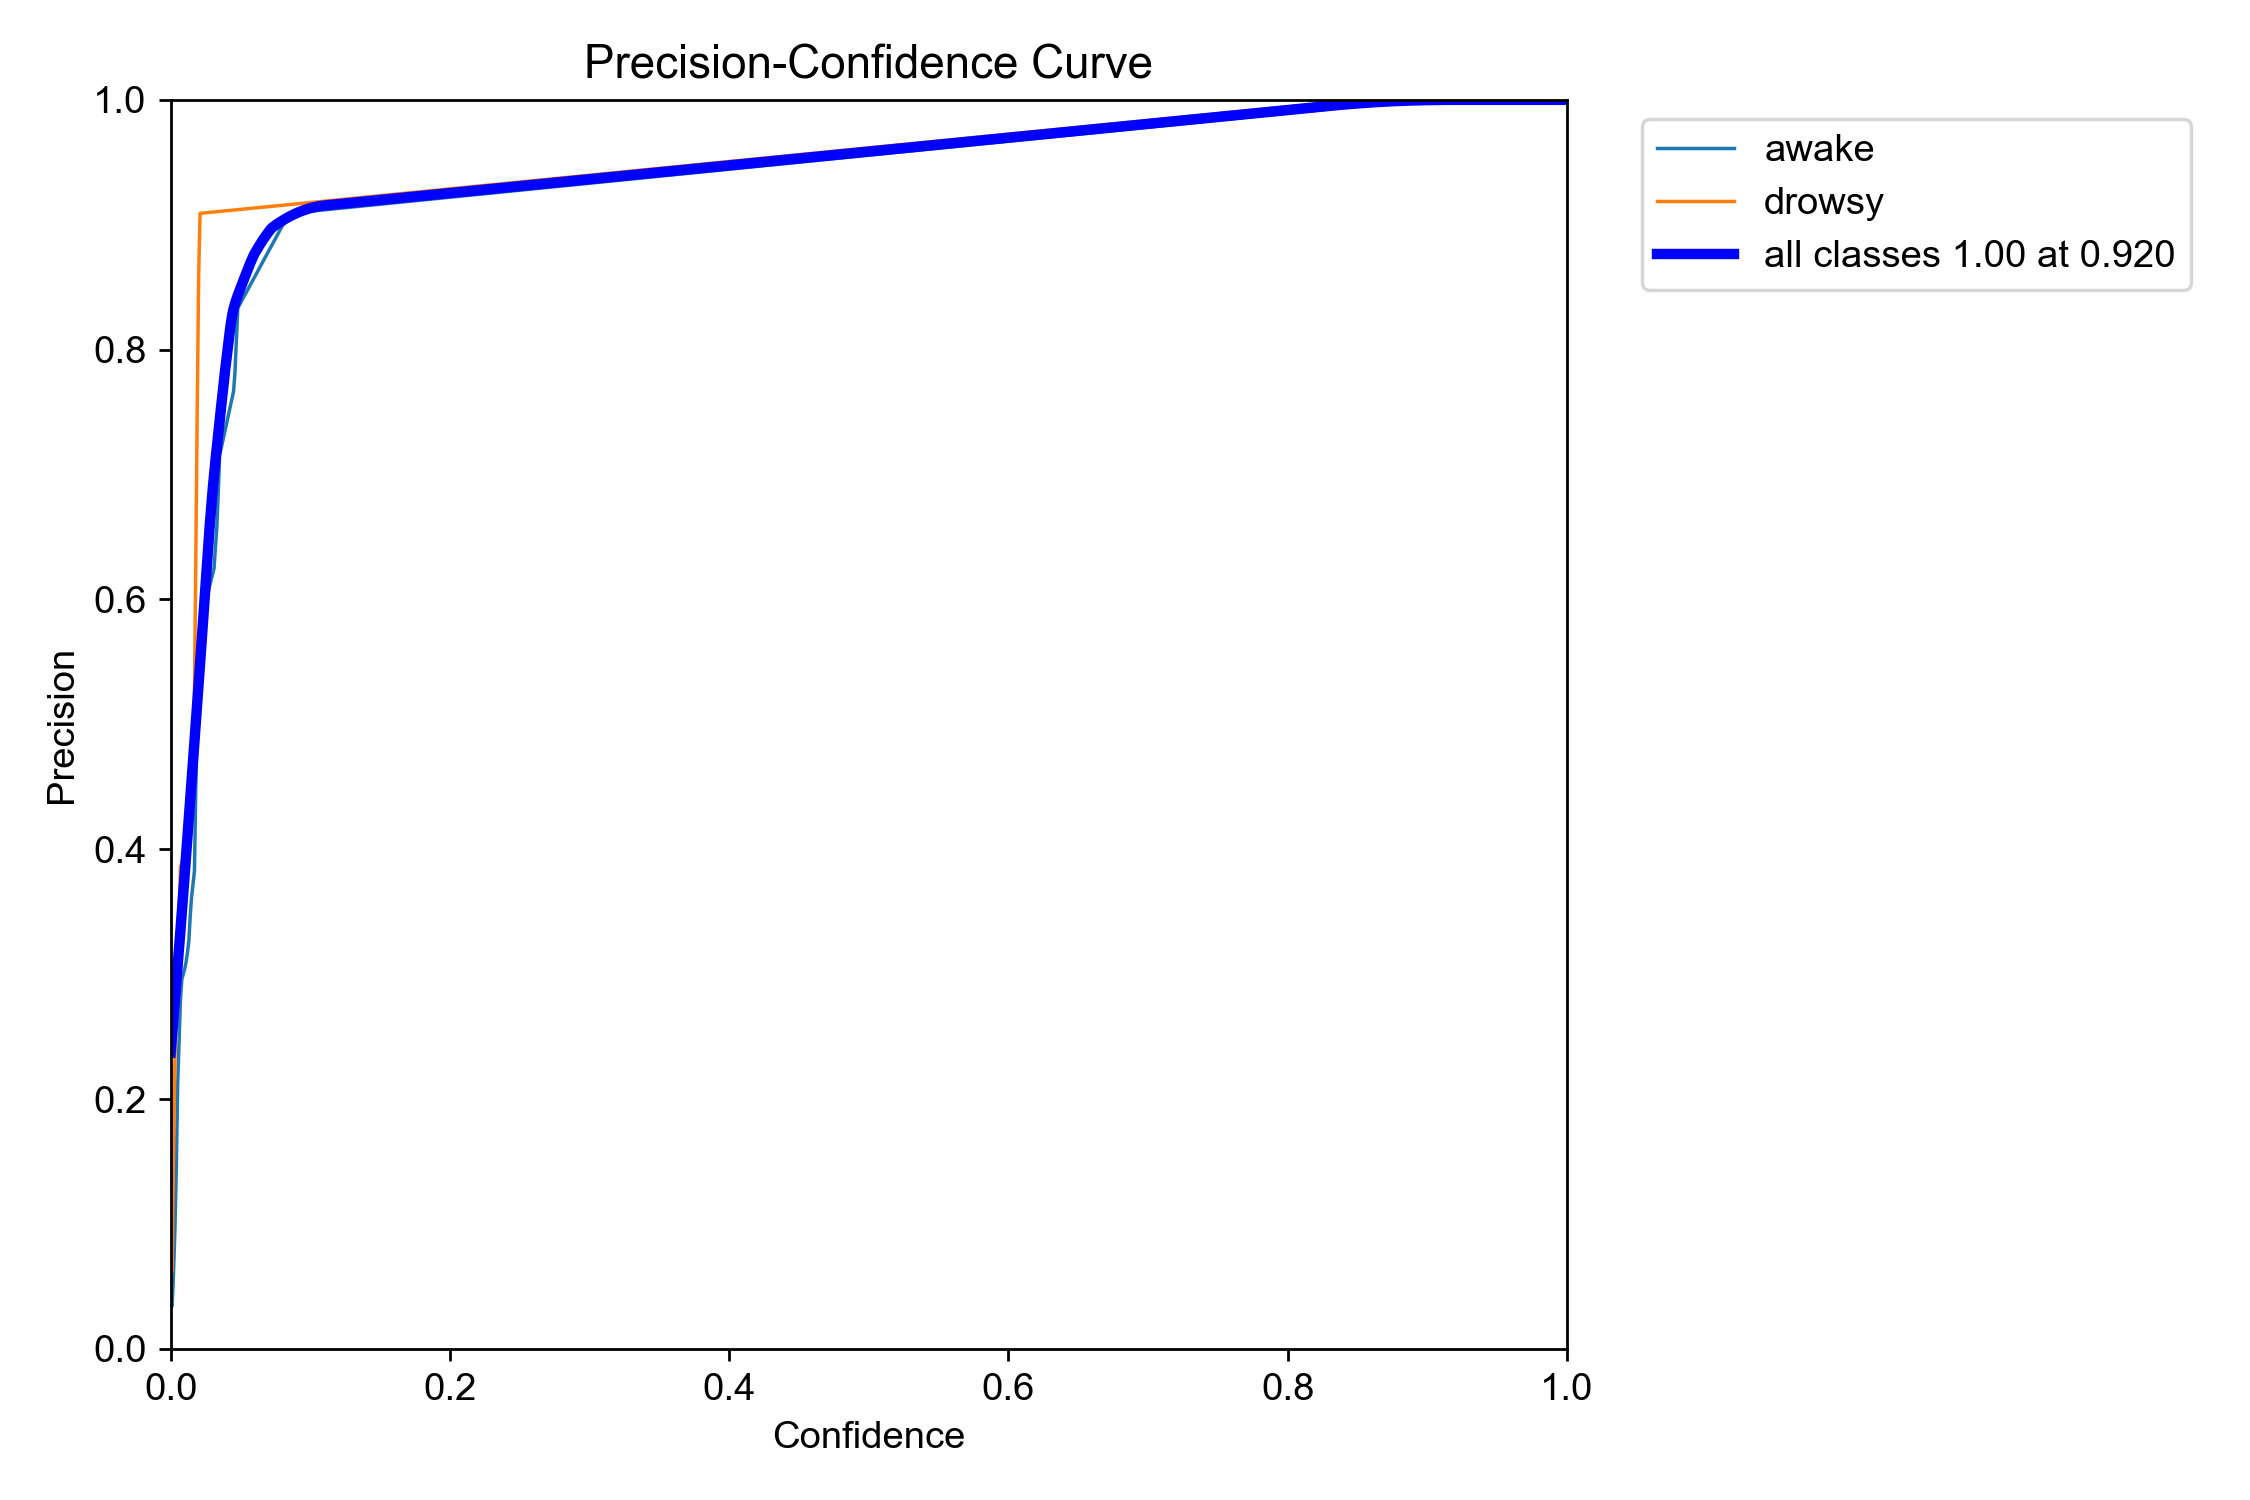 Precision-Confidence Curve
1.0
0.8
0.6
0.4
0.2
0.0
Precision
0.0 0.2 0.4 0.6 0.8 1.0
Confidence
awake
drowsy
all classes 1.00 at 0.920